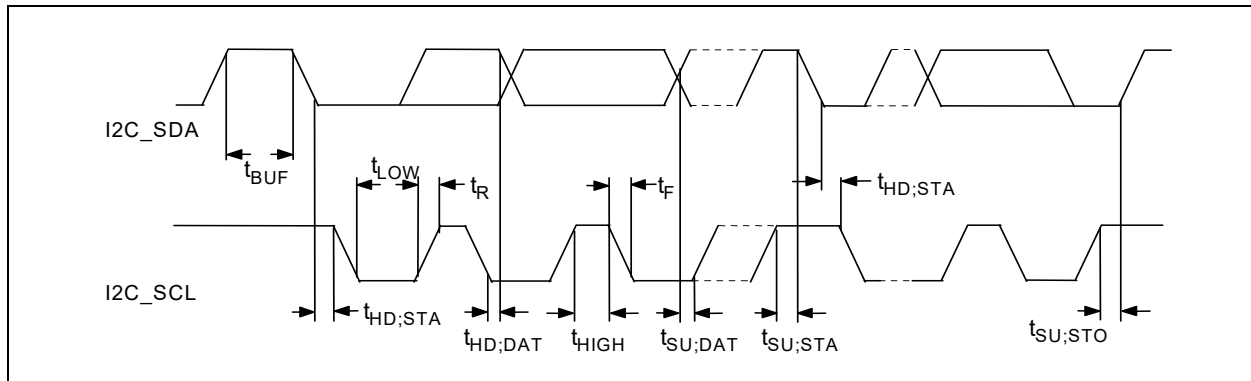 I2C_SDA
tBUF
tLOW
tR
tF
tHD;STA
I2C_SCL
tHD;STA
tHD;DAT
tHIGH
tSU;DAT
tSU;STA
tSU;STO